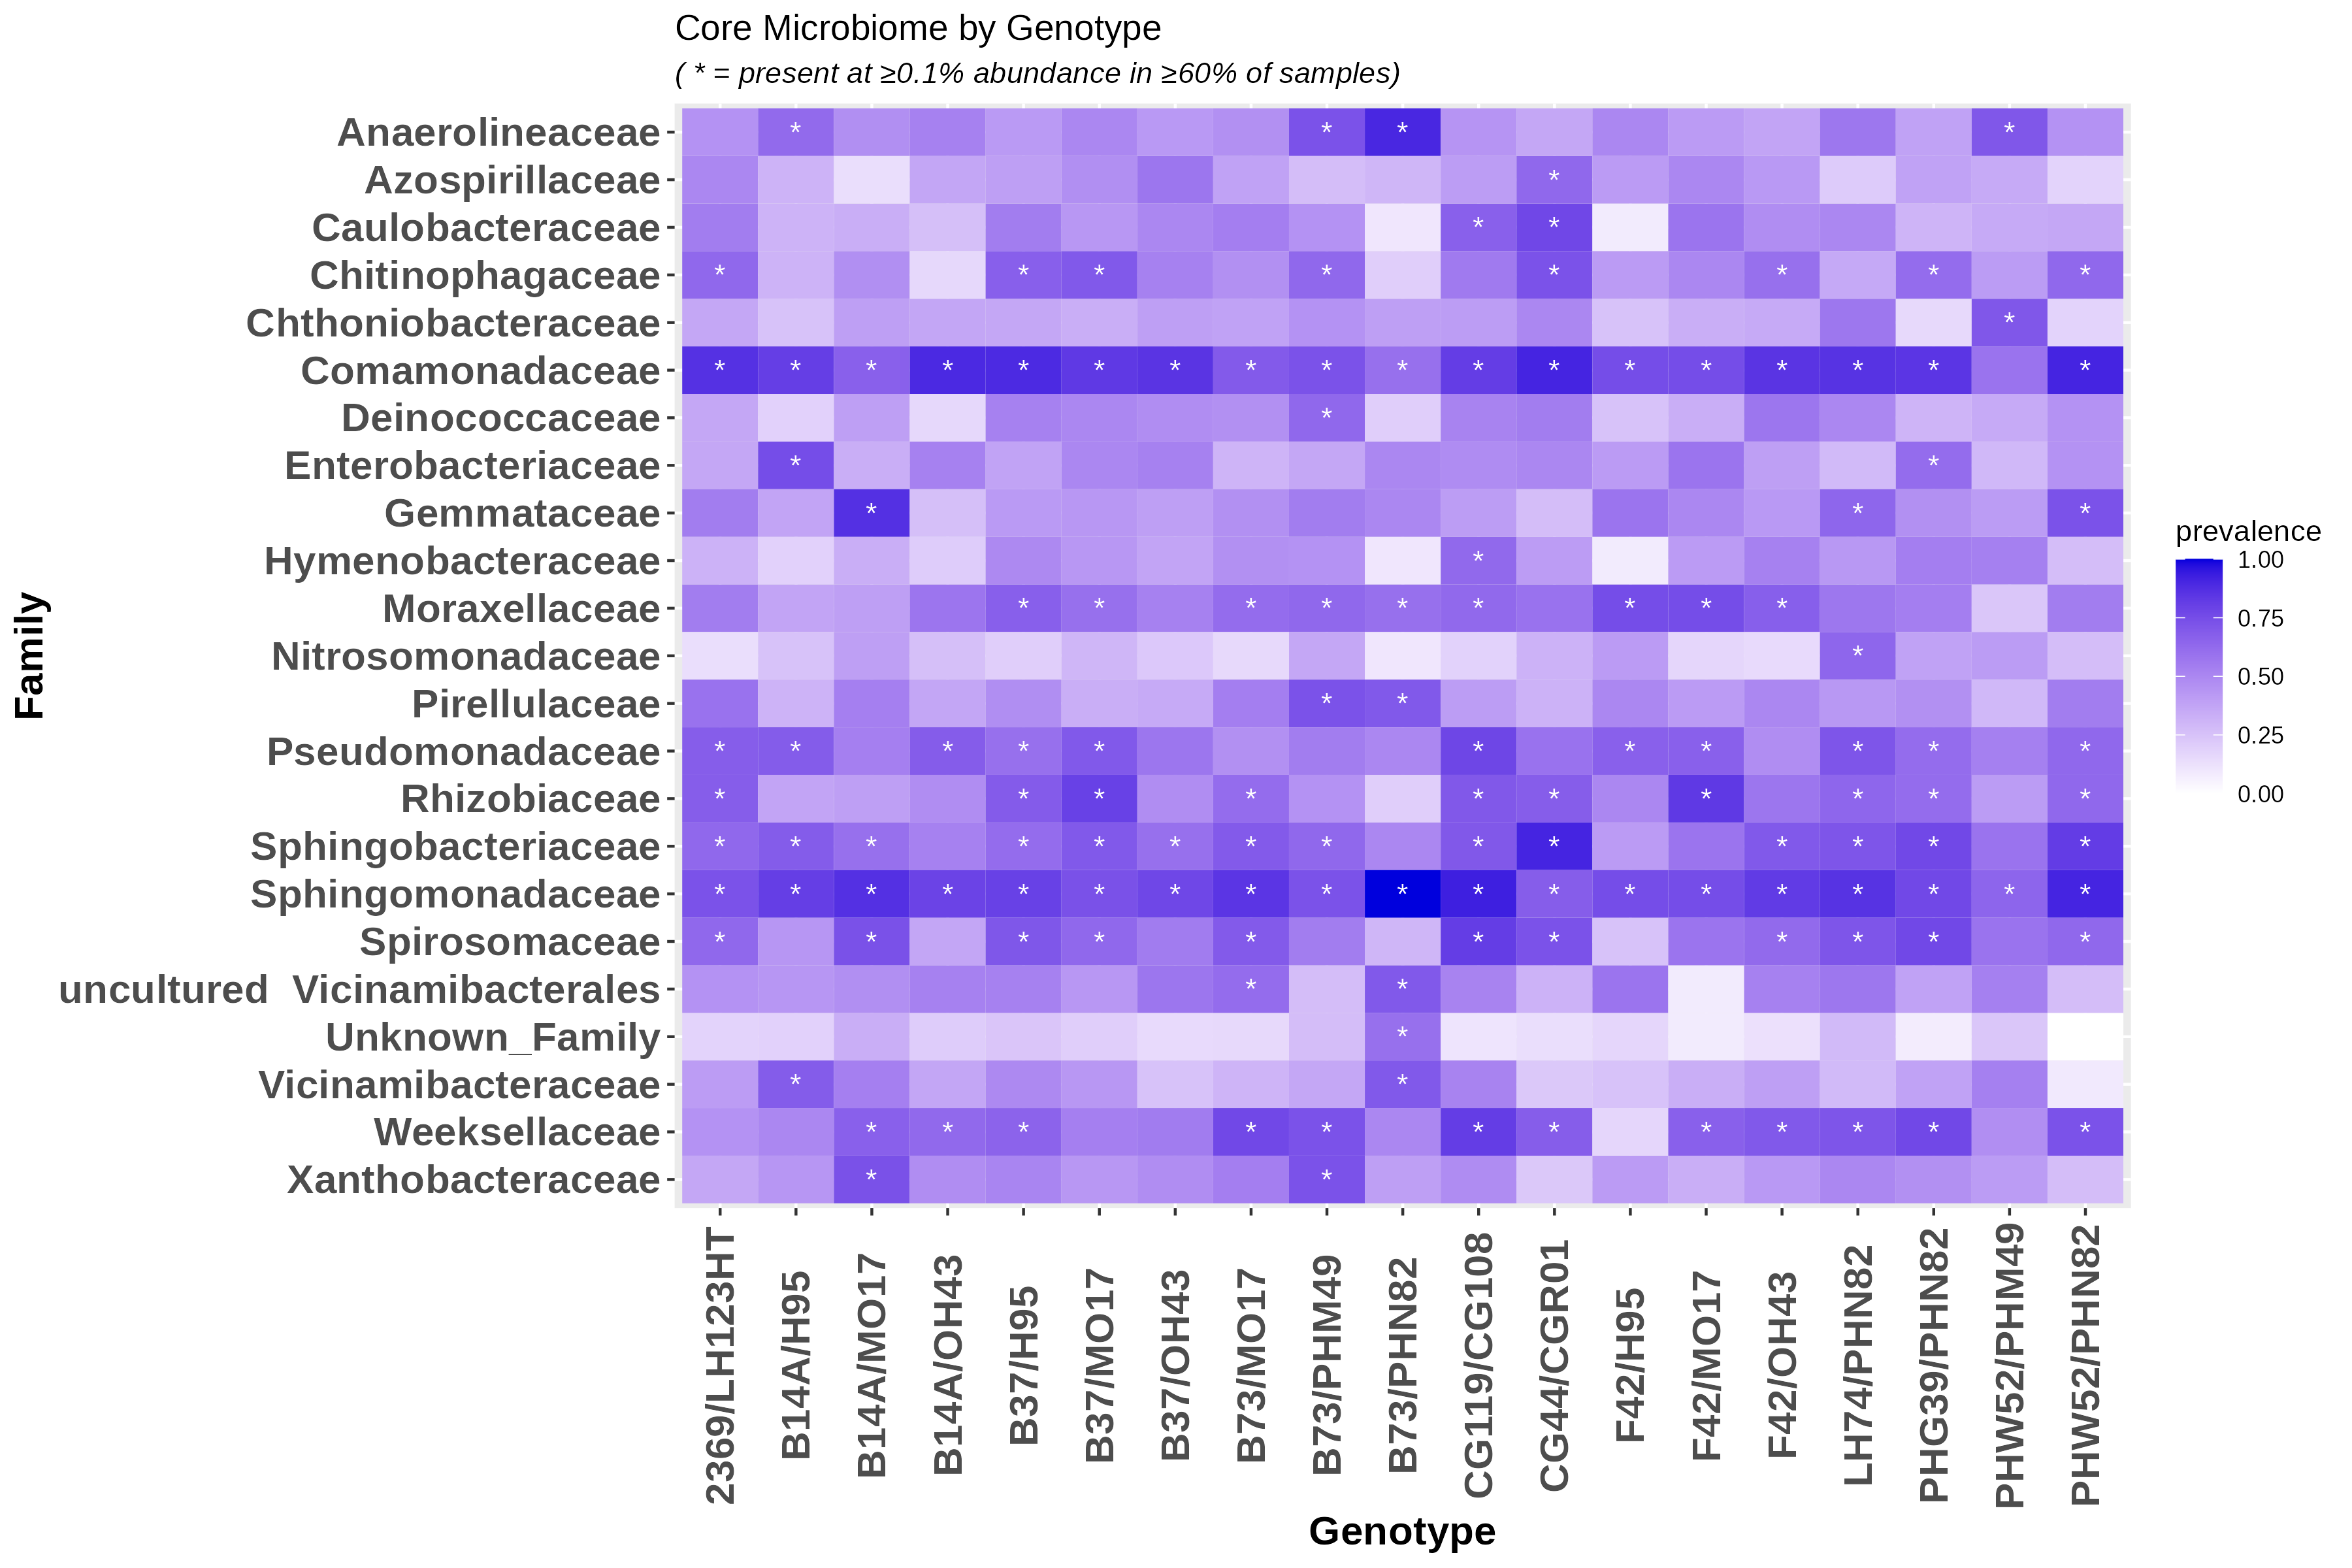 Core Microbiome by Genotype
( * = present at ≥0.1% abundance in ≥60% of samples)
Family
Anaerolineaceae
* * * *
Azospirillaceae
*
Caulobacteraceae
* *
Chitinophagaceae
* * * * * * * *
Chthoniobacteraceae
*
Comamonadaceae
* * * * * * * * * * * * * * * * * *
Deinococcaceae
*
Enterobacteriaceae
* *
Gemmataceae
* * *
Hymenobacteraceae
*
Moraxellaceae
* * * * * * * * *
Nitrosomonadaceae
*
Pirellulaceae
* *
Pseudomonadaceae
* * * * * * * * * * *
Rhizobiaceae
* * * * * * * * * *
Sphingobacteriaceae
* * * * * * * * * * * * * *
Sphingomonadaceae
* * * * * * * * * * * * * * * * * * *
Spirosomaceae
* * * * * * * * * * *
uncultured  Vicinamibacterales
* *
Unknown_Family
*
Vicinamibacteraceae
* *
Weeksellaceae
* * * * * * * * * * * *
Xanthobacteraceae
* *
2369/LH123HT
B14A/H95
B14A/MO17
B14A/OH43
B37/H95
B37/MO17
B37/OH43
B73/MO17
B73/PHM49
B73/PHN82
CG119/CG108
CG44/CGR01
F42/H95
F42/MO17
F42/OH43
LH74/PHN82
PHG39/PHN82
PHW52/PHM49
PHW52/PHN82
Genotype
prevalence
1.00
0.75
0.50
0.25
0.00